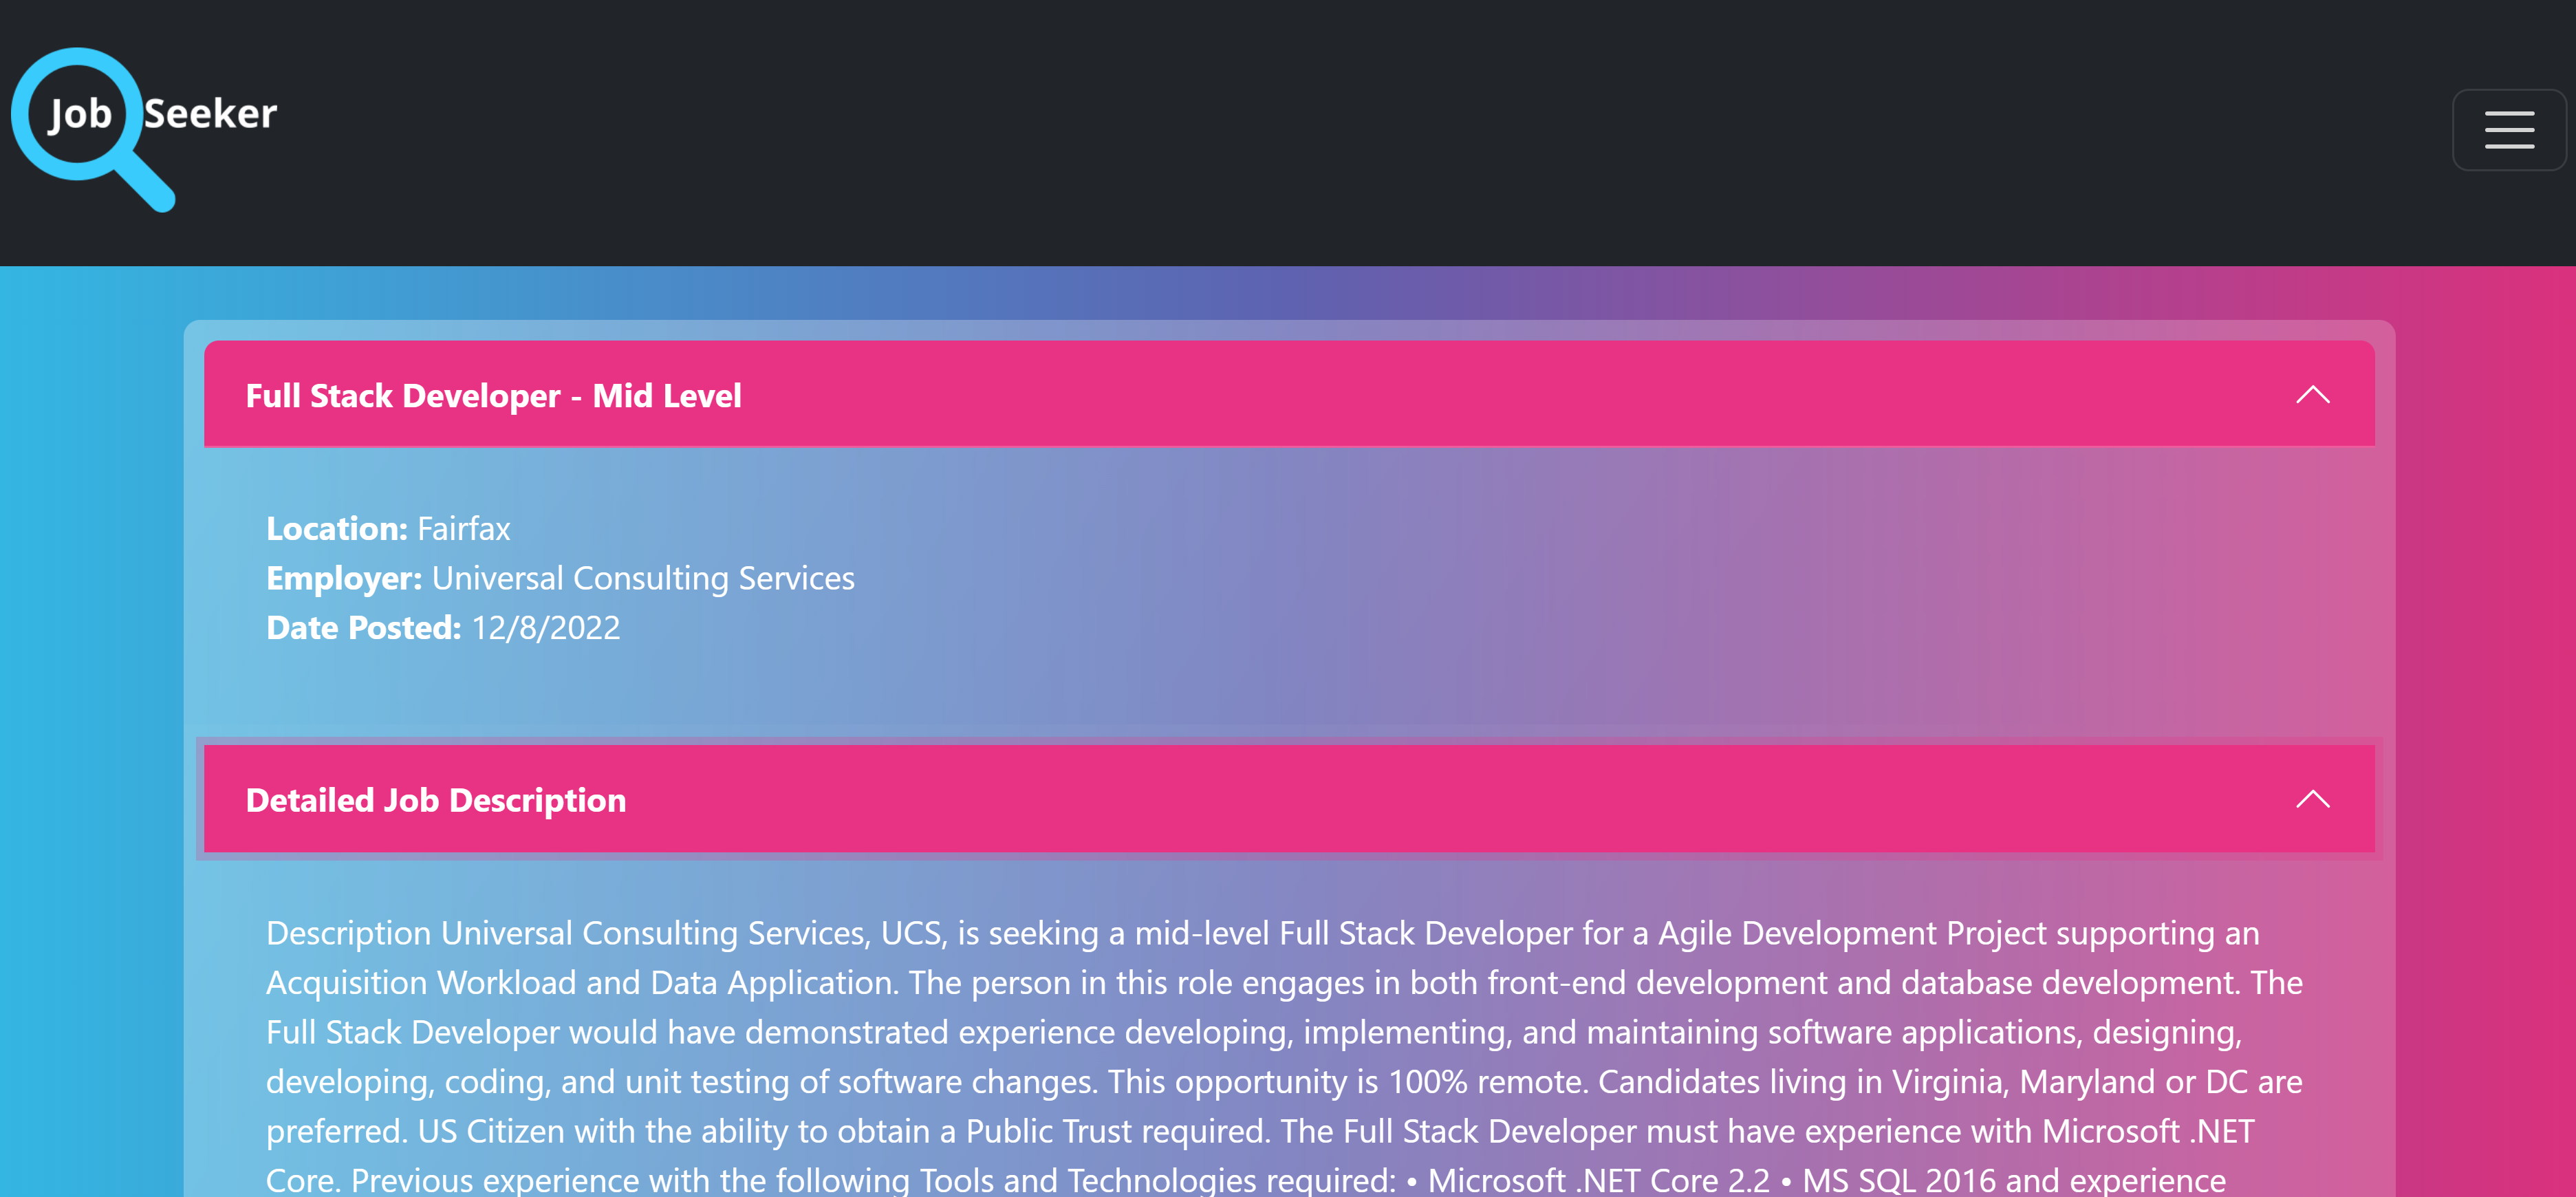 Job Seeker
Full Stack Developer - Mid Level
Location: Fairfax
Employer: Universal Consulting Services
Date Posted: 12/8/2022
Detailed Job Description
Description Universal Consulting Services, UCS, is seeking a mid-level Full Stack Developer for a Agile Development Project supporting an
Acquisition Workload and Data Application. The person in this role engages in both front-end development and database development. The
Full Stack Developer would have demonstrated experience developing, implementing, and maintaining software applications, designing,
developing, coding, and unit testing of software changes. This opportunity is 100% remote. Candidates living in Virginia, Maryland or DC are
preferred. US Citizen with the ability to obtain a Public Trust required. The Full Stack Developer must have experience with Microsoft .NET
Core. Previous experience with the following Tools and Technologies required: • Microsoft .NET Core 2.2 • MS SQL 2016 and experience